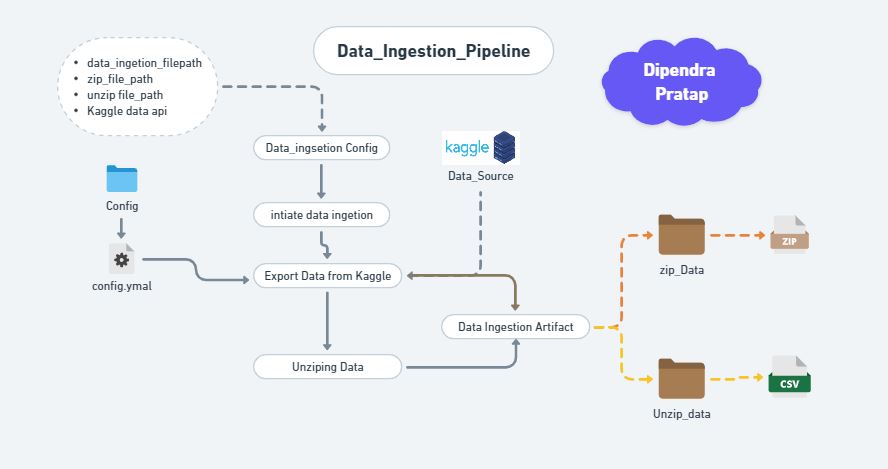 Data_Ingestion_Pipeline
Dipendra
Pratap
• data_ingetion_filepath
• zip_file_path
• unzip file_path
• Kaggle data api
Data_ingsetion Config
kaggle
Data_Source
Config
intiate data ingetion
config.ymal
Export Data from Kaggle
zip_Data
ZIP
Data Ingestion Artifact
Unziping Data
Unzip_data
CSV